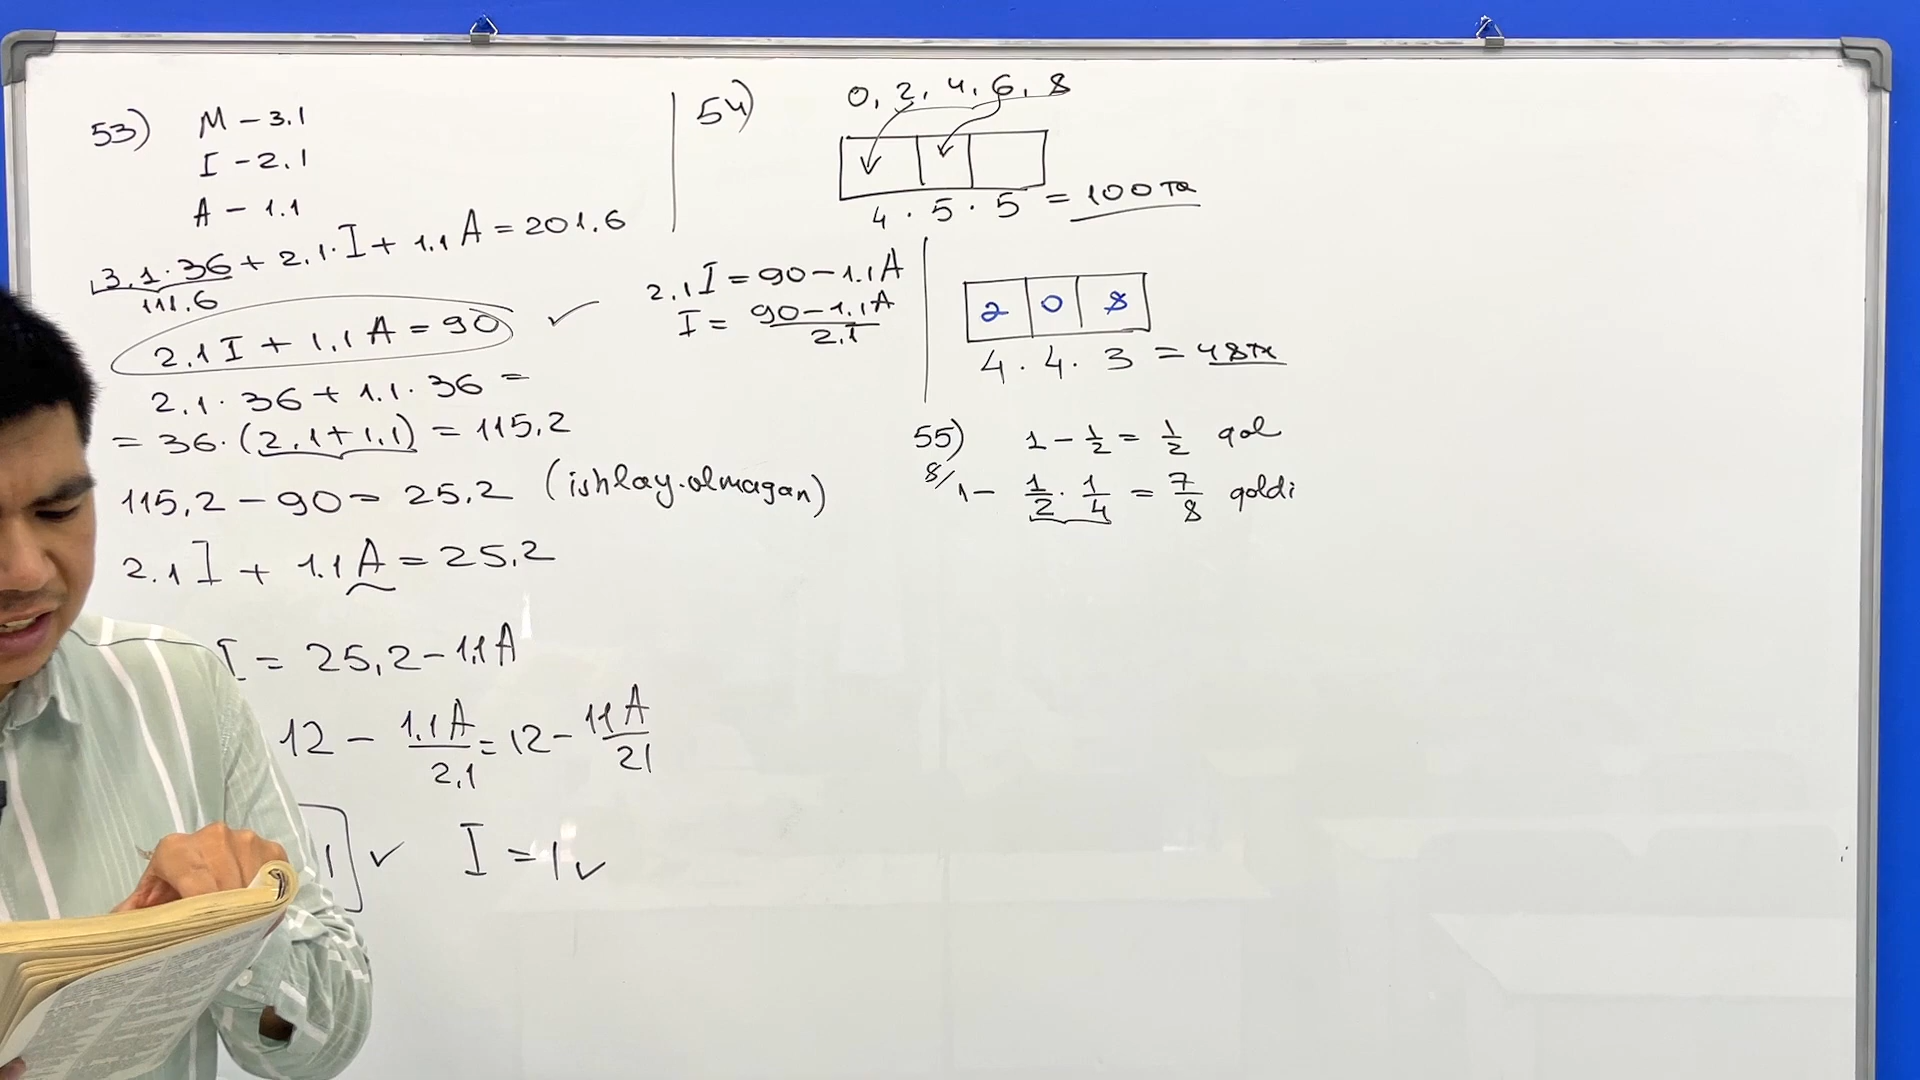 53) M - 3.1
I - 2.1
A - 1.1
3.1 · 36 + 2.1 · I + 1.1 A = 201.6
111.6
2.1 I + 1.1 A = 90 ✓
2.1 · 36 + 1.1 · 36 =
= 36 · (2.1 + 1.1) = 115,2
115,2 - 90 = 25,2 (ishlay.olmagan)
2.1 I + 1.1 A = 25,2
I = 25,2 - 1.1 A
12 - 1.1 A / 2,1 = 12 - 11 A / 21
1 ✓ I = 1 ✓
2.1 I = 90 - 1.1 A
I = 90 - 1.1 A / 2.1
54) 0, 2, 4, 6, 8
4 · 5 · 5 = 100 ta
2 0 8
4 · 4 · 3 = 48 ta
55) 1 - 1/2 = 1/2 qol
8/ 1 - 1/2 · 1/4 = 7/8 qoldi